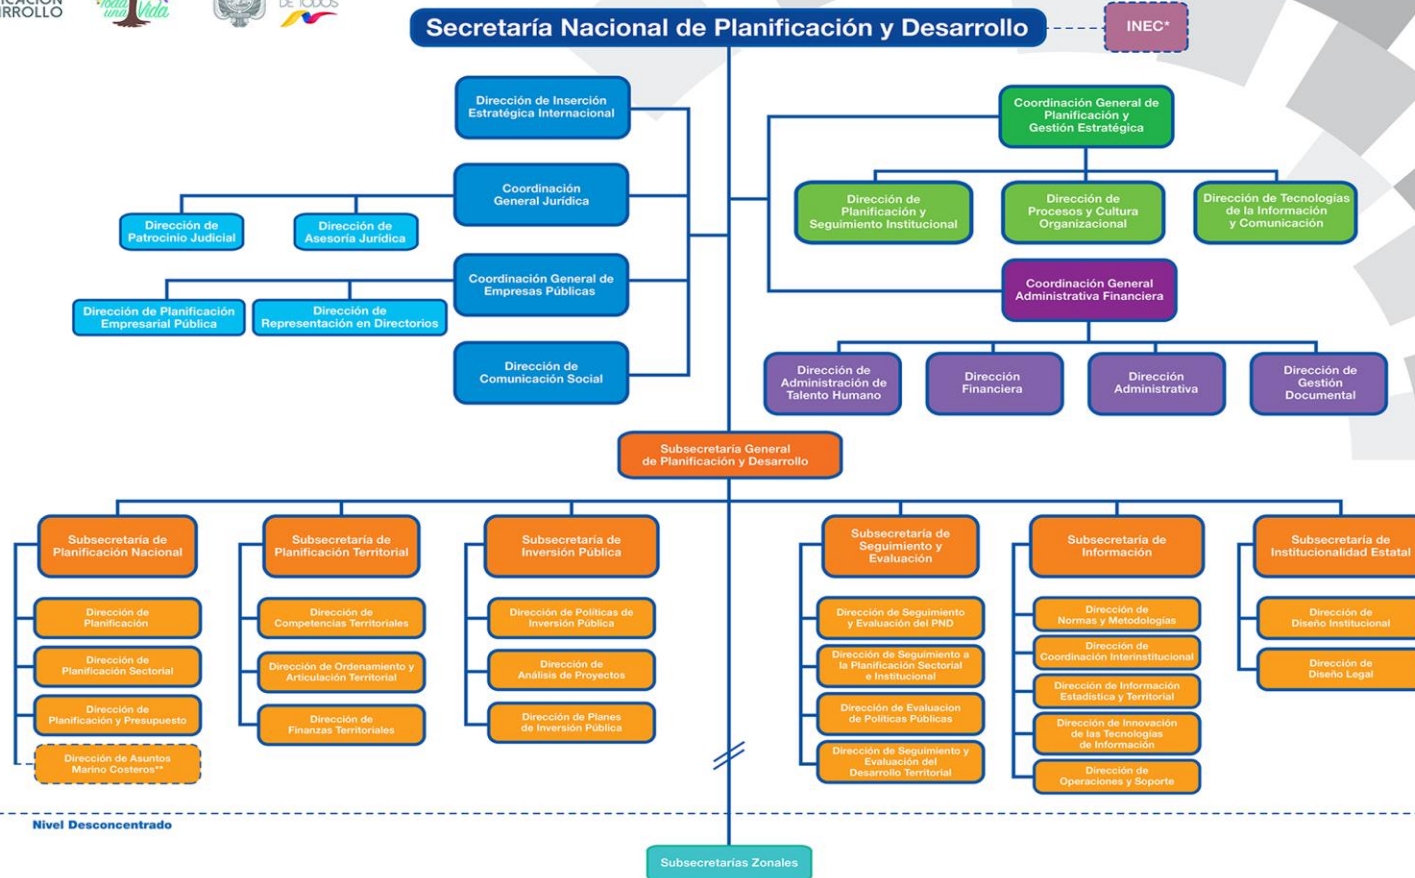 RROLLO
Toda
una Vida
DE TODOS
Secretaría Nacional de Planificación y Desarrollo
INEC*
Dirección de Inserción
Estratégica Internacional
Coordinación
General Jurídica
Dirección de
Patrocinio Judicial
Dirección de
Asesoría Jurídica
Coordinación General de
Empresas Públicas
Dirección de Planificación
Empresarial Pública
Dirección de
Representación en Directorios
Dirección de
Comunicación Social
Coordinación General de
Planificación y
Gestión Estratégica
Dirección de
Planificación y
Seguimiento Institucional
Dirección de
Procesos y Cultura
Organizacional
Dirección de Tecnologías
de la Información
y Comunicación
Coordinación General
Administrativa Financiera
Dirección de
Administración de
Talento Humano
Dirección
Financiera
Dirección
Administrativa
Dirección de
Gestión
Documental
Subsecretaría General
de Planificación y Desarrollo
Subsecretaría de
Planificación Nacional
Dirección de
Planificación
Dirección de
Planificación Sectorial
Dirección de
Planificación y Presupuesto
Dirección de Asuntos
Marino Costeros**
Subsecretaría de
Planificación Territorial
Dirección de
Competencias Territoriales
Dirección de Ordenamiento y
Articulación Territorial
Dirección de
Finanzas Territoriales
Subsecretaría de
Inversión Pública
Dirección de Políticas de
Inversión Pública
Dirección de
Análisis de Proyectos
Dirección de Planes
de Inversión Pública
Subsecretaría de
Seguimiento y
Evaluación
Dirección de Seguimiento
y Evaluación del PND
Dirección de Seguimiento a
la Planificación Sectorial
e Institucional
Dirección de Evaluacion
de Políticas Públicas
Dirección de Seguimiento y
Evaluación del
Desarrollo Territorial
Subsecretaría de
Información
Dirección de
Normas y Metodologías
Dirección de
Coordinación Interinstitucional
Dirección de Información
Estadística y Territorial
Dirección de Innovación
de las Tecnologías
de Información
Dirección de
Operaciones y Soporte
Subsecretaría de
Institucionalidad Estatal
Dirección de
Diseño Institucional
Dirección de
Diseño Legal
Nivel Desconcentrado
Subsecretarías Zonales